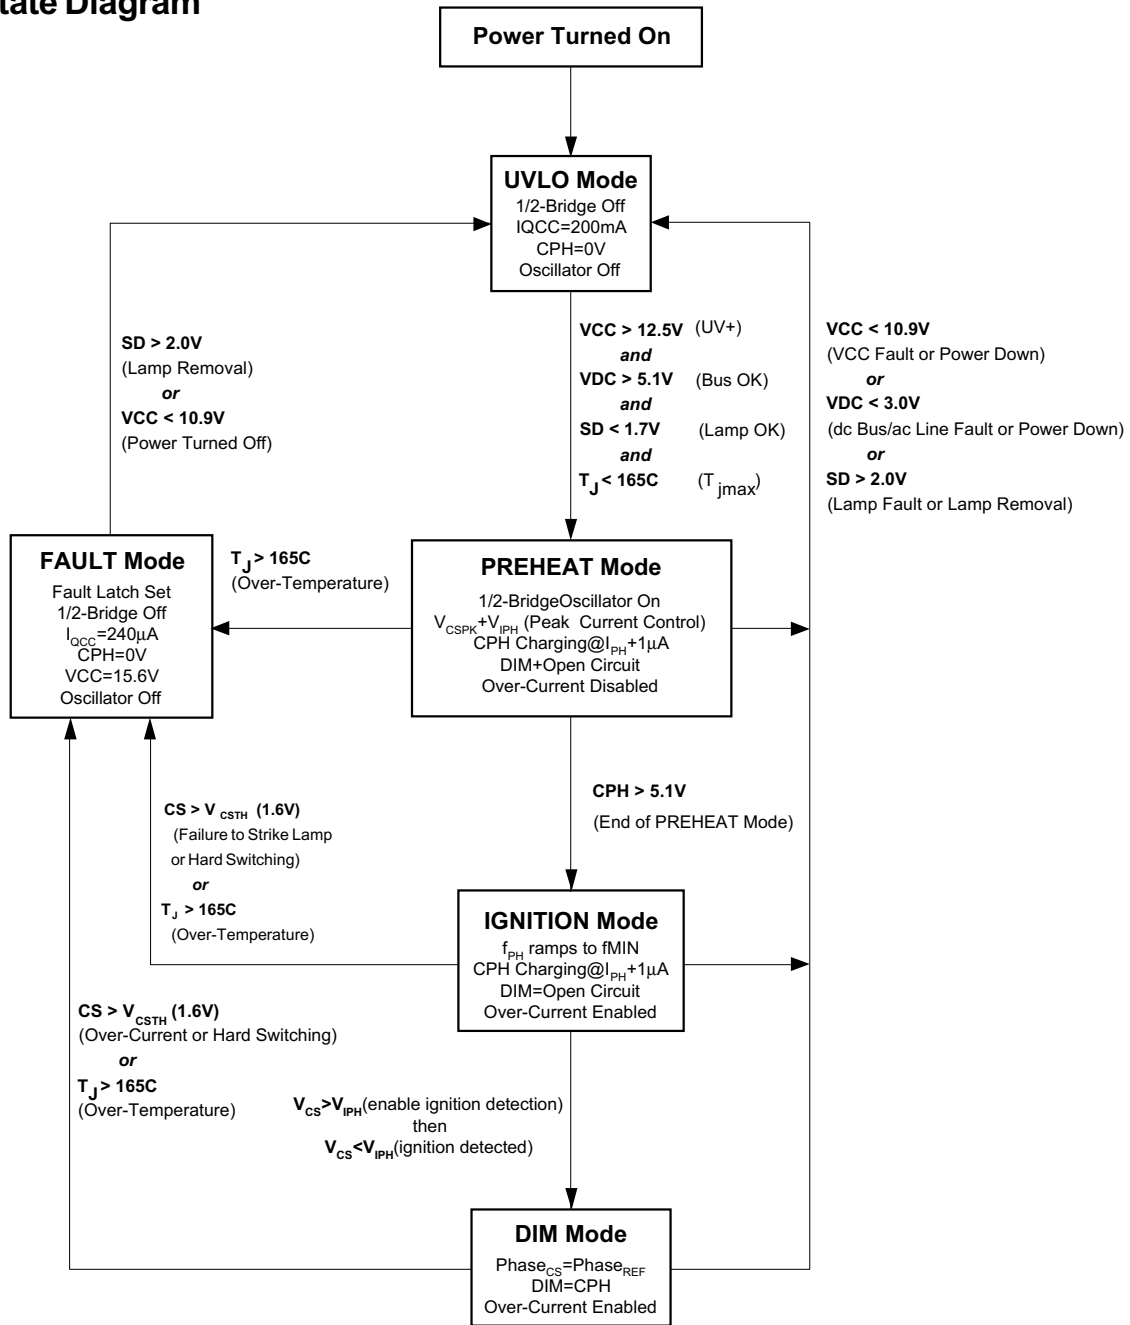 tate Diagram
Power Turned On
UVLO Mode
1/2-Bridge Off
IQCC=200mA
CPH=0V
Oscillator Off
SD > 2.0V
(Lamp Removal)
or
VCC < 10.9V
(Power Turned Off)
VCC > 12.5V (UV+)
and
VDC > 5.1V (Bus OK)
and
SD < 1.7V (Lamp OK)
and
TJ < 165C (Tjmax)
VCC < 10.9V
(VCC Fault or Power Down)
or
VDC < 3.0V
(dc Bus/ac Line Fault or Power Down)
or
SD > 2.0V
(Lamp Fault or Lamp Removal)
FAULT Mode
Fault Latch Set
1/2-Bridge Off
IQCC=240μA
CPH=0V
VCC=15.6V
Oscillator Off
TJ > 165C
(Over-Temperature)
PREHEAT Mode
1/2-BridgeOscillator On
VCSPK+VIPH (Peak Current Control)
CPH Charging@IPH+1μA
DIM+Open Circuit
Over-Current Disabled
CPH > 5.1V
(End of PREHEAT Mode)
CS > VCSTH (1.6V)
(Failure to Strike Lamp
or Hard Switching)
or
TJ > 165C
(Over-Temperature)
IGNITION Mode
fPH ramps to fMIN
CPH Charging@IPH+1μA
DIM=Open Circuit
Over-Current Enabled
CS > VCSTH (1.6V)
(Over-Current or Hard Switching)
or
TJ > 165C
(Over-Temperature)
VCS>VIPH(enable ignition detection)
then
VCS<VIPH(ignition detected)
DIM Mode
PhaseCS=PhaseREF
DIM=CPH
Over-Current Enabled